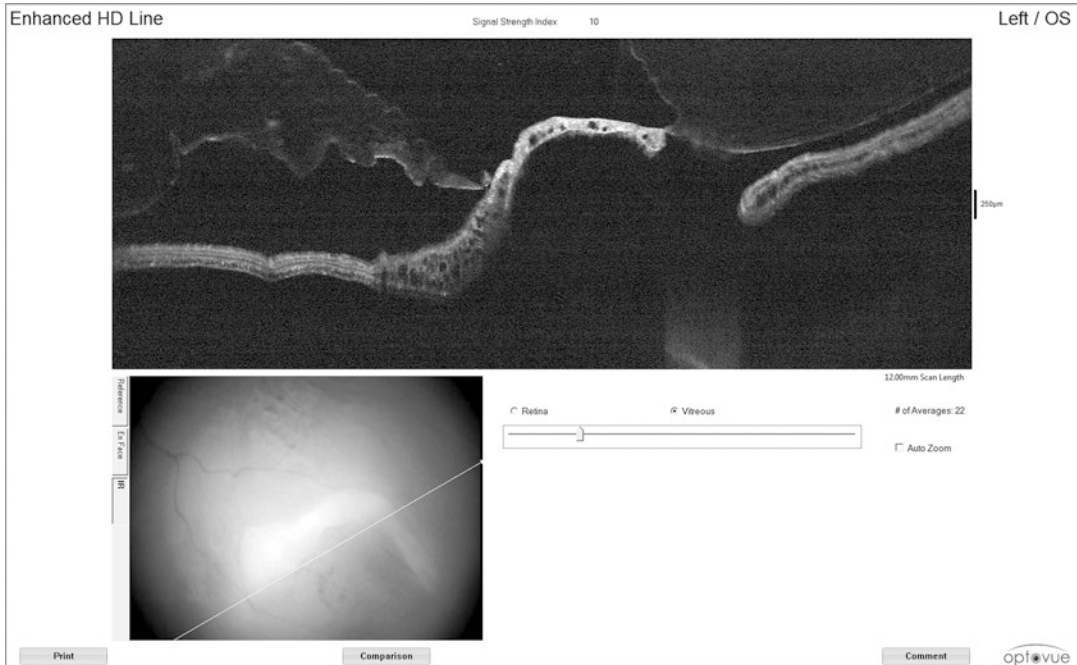 Enhanced HD Line
Signal Strength Index 10
Left / OS
250µm
12.00mm Scan Length
Reference
En Face
IR
Retina
Vitreous
# of Averages: 22
Auto Zoom
Print
Comparison
Comment
optovue